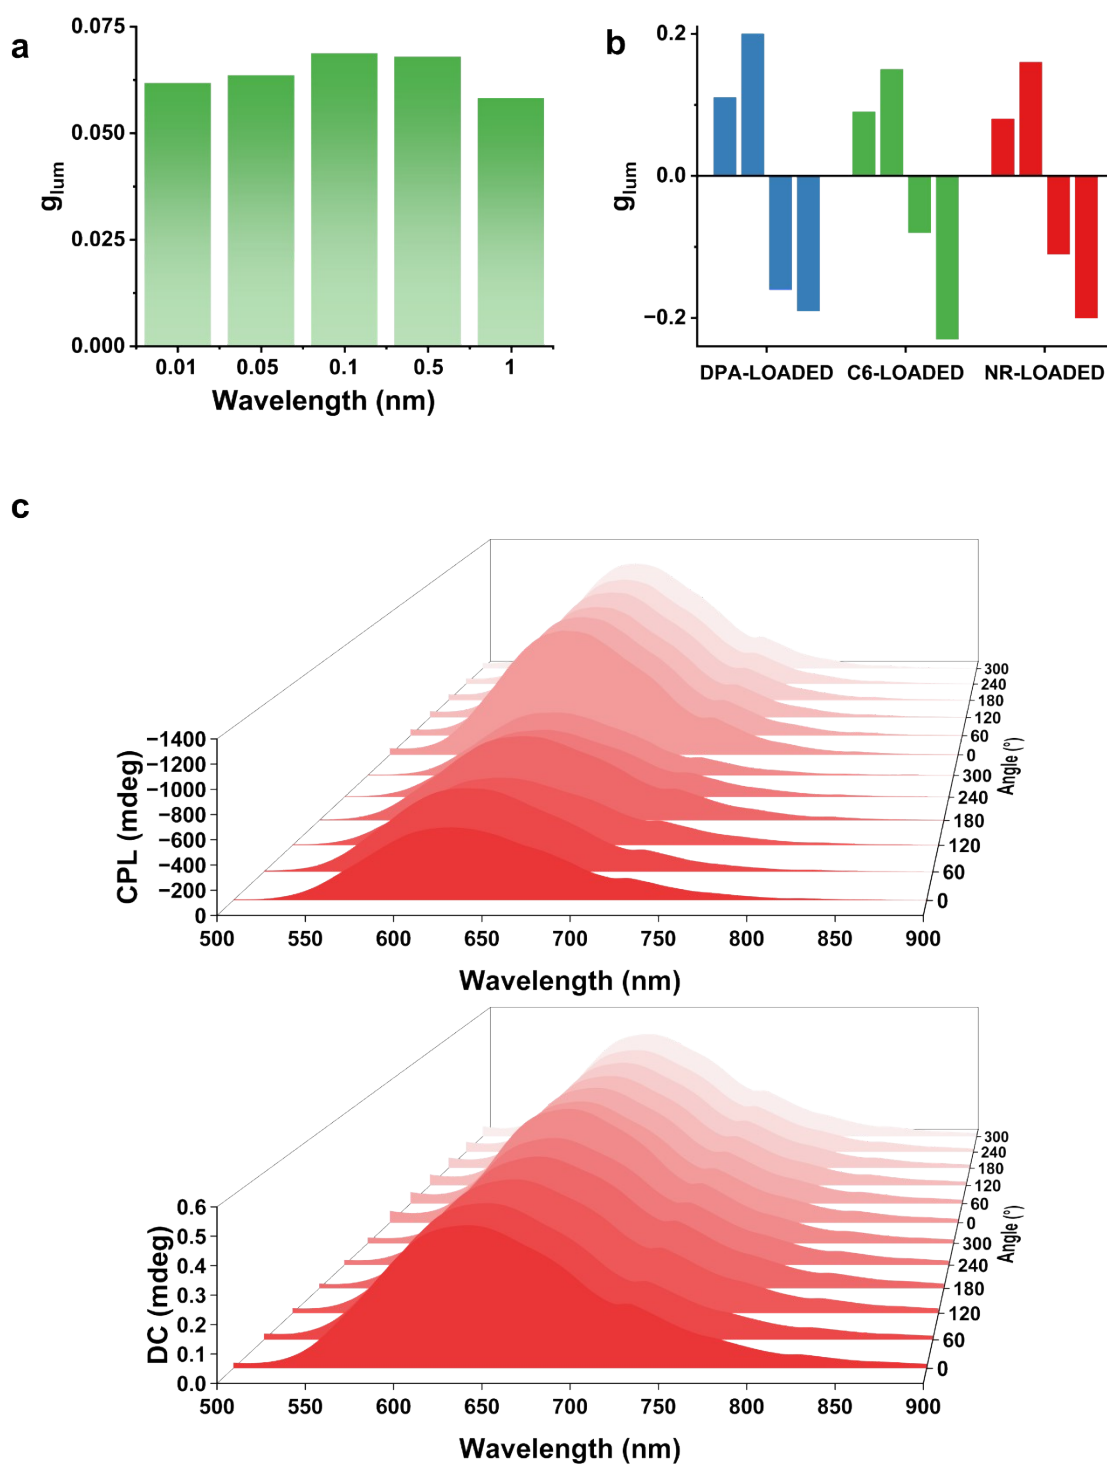 a
0.075
0.050
0.025
0.000
g_lum
0.01 0.05 0.1 0.5 1
Wavelength (nm)
b
0.2
0.0
−0.2
g_lum
DPA-LOADED C6-LOADED NR-LOADED
c
−1400
−1200
−1000
−800
−600
−400
−200
0
CPL (mdeg)
500 550 600 650 700 750 800 850 900
Wavelength (nm)
300
240
180
120
60
0
300
240
180
120
60
0
Angle (°)
0.6
0.5
0.4
0.3
0.2
0.1
0.0
DC (mdeg)
500 550 600 650 700 750 800 850 900
Wavelength (nm)
300
240
180
120
60
0
300
240
180
120
60
0
Angle (°)